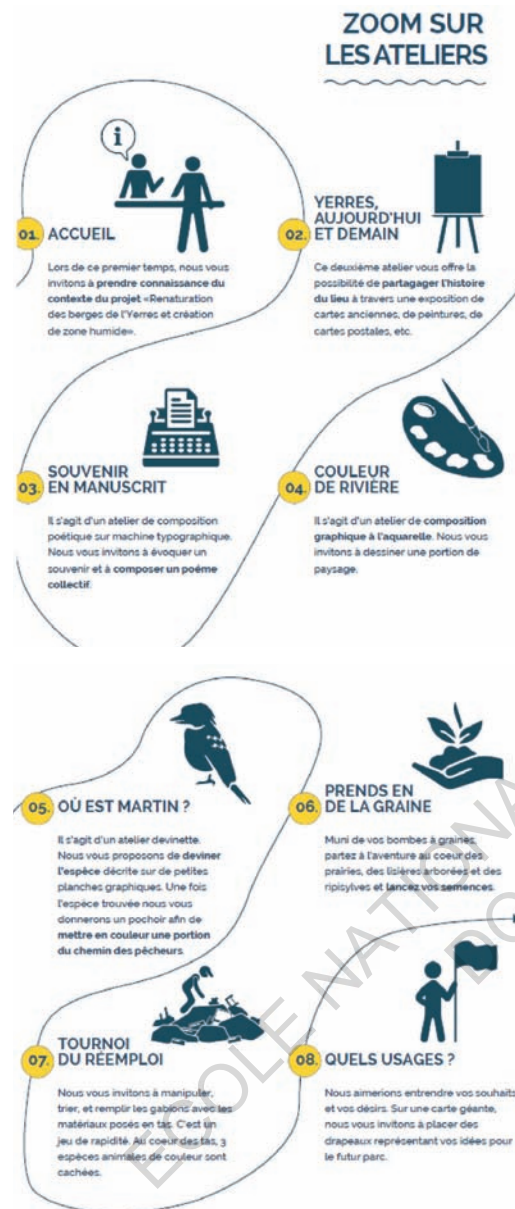 ZOOM SUR
LES ATELIERS
01. ACCUEIL
Lors de ce premier temps, nous vous
invitons à prendre connaissance du
contexte du projet «Renaturation
des berges de l'Yerres et création
de zone humide».
02. YERRES,
AUJOURD'HUI
ET DEMAIN
Ce deuxième atelier vous offre la
possibilité de partagager l'histoire
du lieu à travers une exposition de
cartes anciennes, de peintures, de
cartes postales, etc.
03. SOUVENIR
EN MANUSCRIT
Il s'agit d'un atelier de composition
poétique sur machine typographique.
Nous vous invitons à évoquer un
souvenir et à composer un poème
collectif.
04. COULEUR
DE RIVIÈRE
Il s'agit d'un atelier de composition
graphique à l'aquarelle. Nous vous
invitons à dessiner une portion de
paysage.
05. OÙ EST MARTIN ?
Il s'agit d'un atelier devinette.
Nous vous proposons de deviner
l'espèce décrite sur de petites
planches graphiques. Une fois
l'espèce trouvée nous vous
donnerons un pochoir afin de
mettre en couleur une portion
du chemin des pêcheurs.
06. PRENDS EN
DE LA GRAINE
Muni de vos bombes à graines,
partez à l'aventure au coeur des
prairies, des lisières arborées et des
ripisylves et lancez vos semences.
07. TOURNOI
DU RÉEMPLOI
Nous vous invitons à manipuler,
trier, et remplir les gabions avec les
matériaux posés en tas. C'est un
jeu de rapidité. Au coeur des tas, 3
espèces animales de couleur sont
cachées.
08. QUELS USAGES ?
Nous aimerions entrendre vos souhaits
et vos désirs. Sur une carte géante,
nous vous invitons à placer des
drapeaux représentant vos idées pour
le futur parc.
ECOLE NATIONA